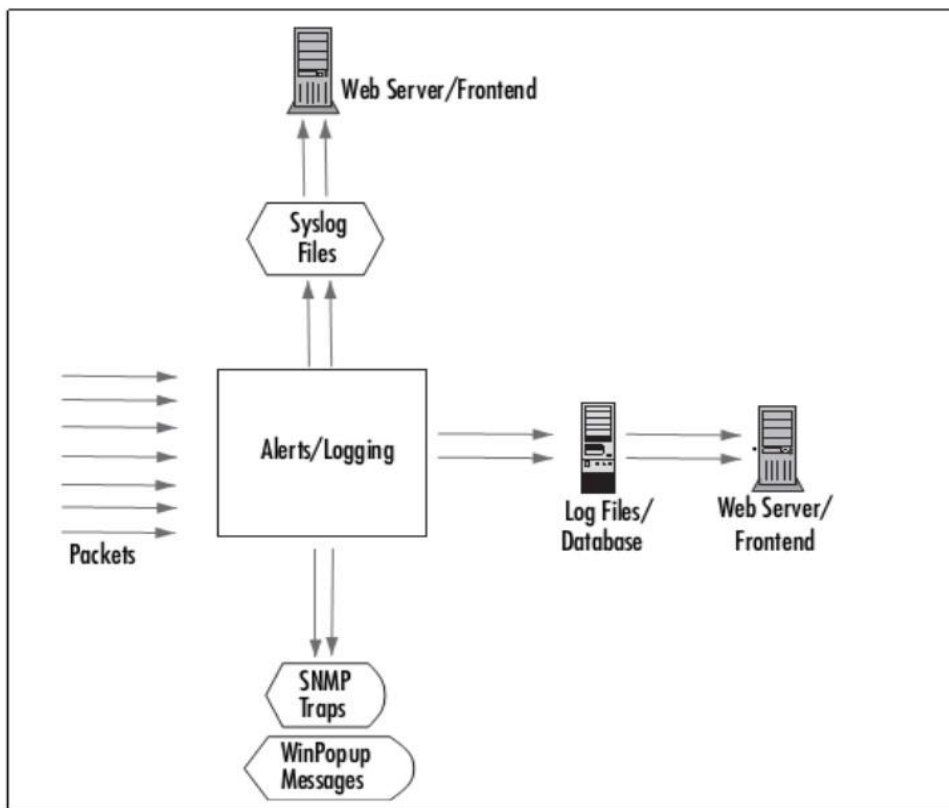 Web Server/Frontend
Syslog
Files
Alerts/Logging
Packets
Log Files/
Database
Web Server/
Frontend
SNMP
Traps
WinPopup
Messages